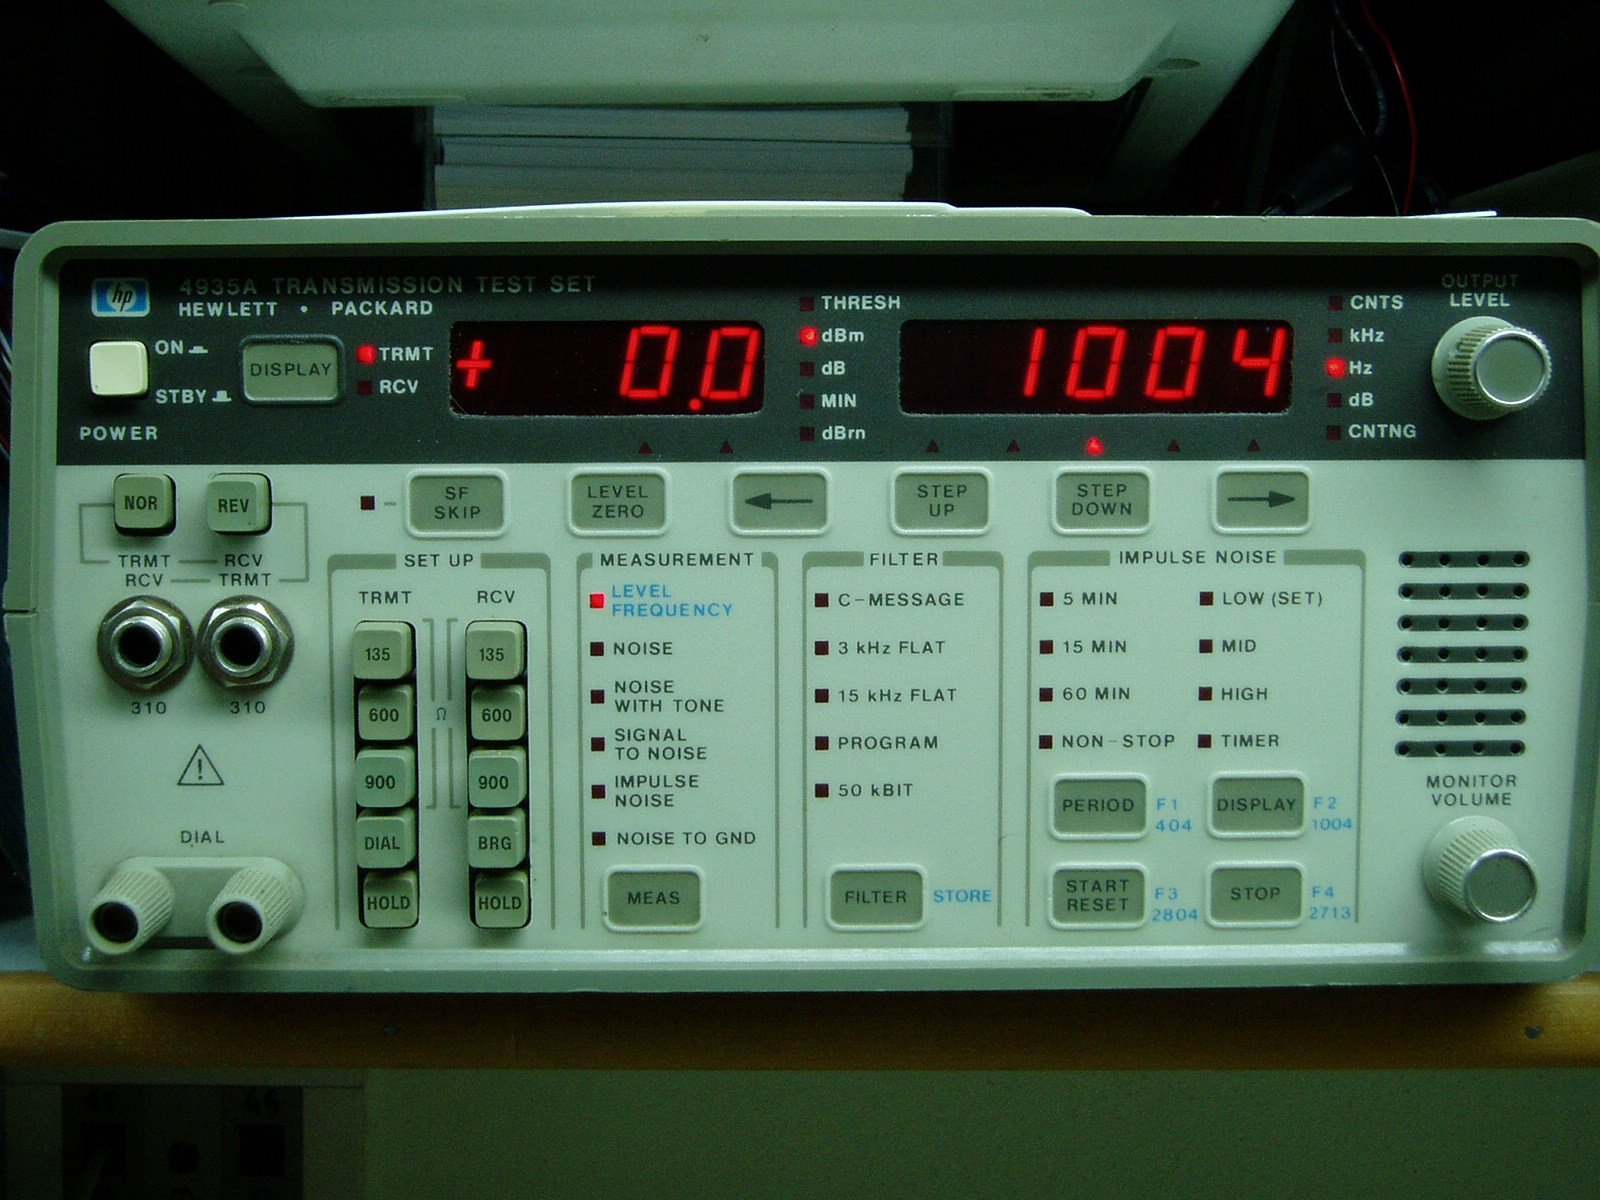 hp
4935A TRANSMISSION TEST SET
HEWLETT • PACKARD
ON
STBY
POWER
DISPLAY
TRMT
RCV
+ 0.0
THRESH
dBm
dB
MIN
dBrn
1004
CNTS
kHz
Hz
dB
CNTNG
OUTPUT
LEVEL
NOR
REV
TRMT RCV
RCV TRMT
310 310
DIAL
SF
SKIP
LEVEL
ZERO
←
STEP
UP
STEP
DOWN
→
SET UP
TRMT RCV
135 135
600 Ω 600
900 900
DIAL BRG
HOLD HOLD
MEASUREMENT
LEVEL
FREQUENCY
NOISE
NOISE
WITH TONE
SIGNAL
TO NOISE
IMPULSE
NOISE
NOISE TO GND
MEAS
FILTER
C-MESSAGE
3 kHz FLAT
15 kHz FLAT
PROGRAM
50 kBIT
FILTER STORE
IMPULSE NOISE
5 MIN LOW (SET)
15 MIN MID
60 MIN HIGH
NON-STOP TIMER
PERIOD F1
404
DISPLAY F2
1004
START
RESET F3
2804
STOP F4
2713
MONITOR
VOLUME
45 46